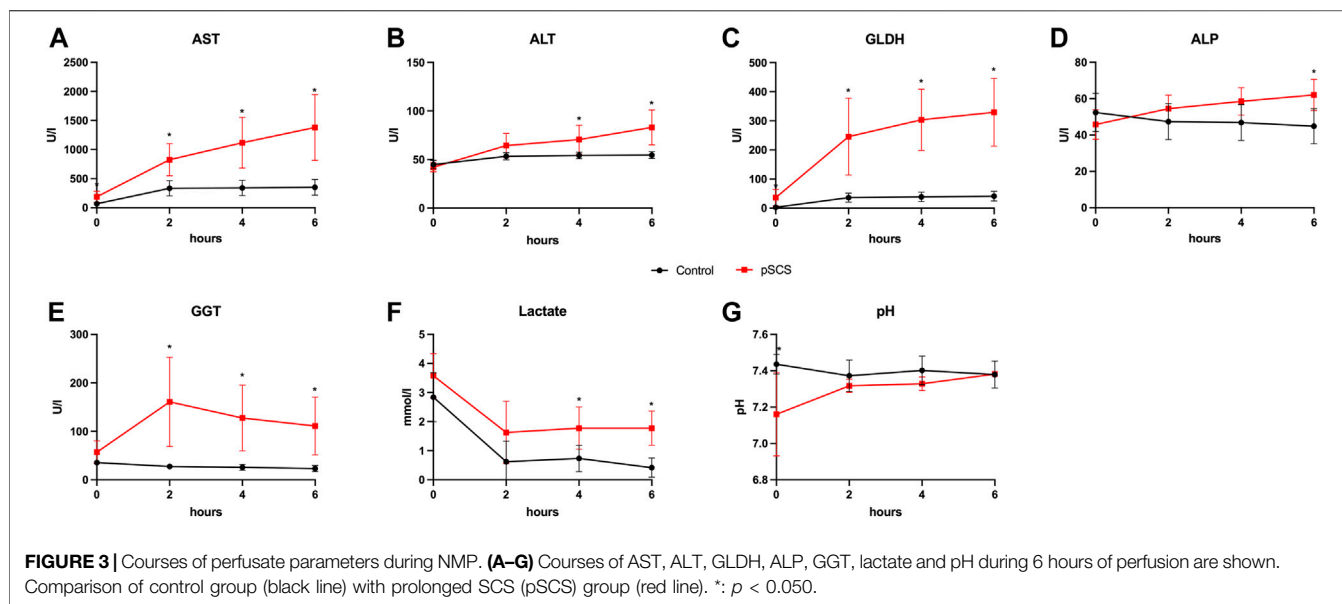 A AST
2500
2000
1500
1000
500
0
U/l
* * * *
0 2 4 6
hours
B ALT
150
100
50
0
U/l
* *
0 2 4 6
hours
C GLDH
500
400
300
200
100
0
U/l
* * * *
0 2 4 6
hours
D ALP
80
60
40
20
0
U/l
*
0 2 4 6
hours
Control pSCS
E GGT
300
200
100
0
U/l
* * *
0 2 4 6
hours
F Lactate
5
4
3
2
1
0
mmol/l
* *
0 2 4 6
hours
G pH
7.6
7.4
7.2
7.0
6.8
pH
*
0 2 4 6
hours
FIGURE 3 | Courses of perfusate parameters during NMP. (A–G) Courses of AST, ALT, GLDH, ALP, GGT, lactate and pH during 6 hours of perfusion are shown.
Comparison of control group (black line) with prolonged SCS (pSCS) group (red line). *: p < 0.050.